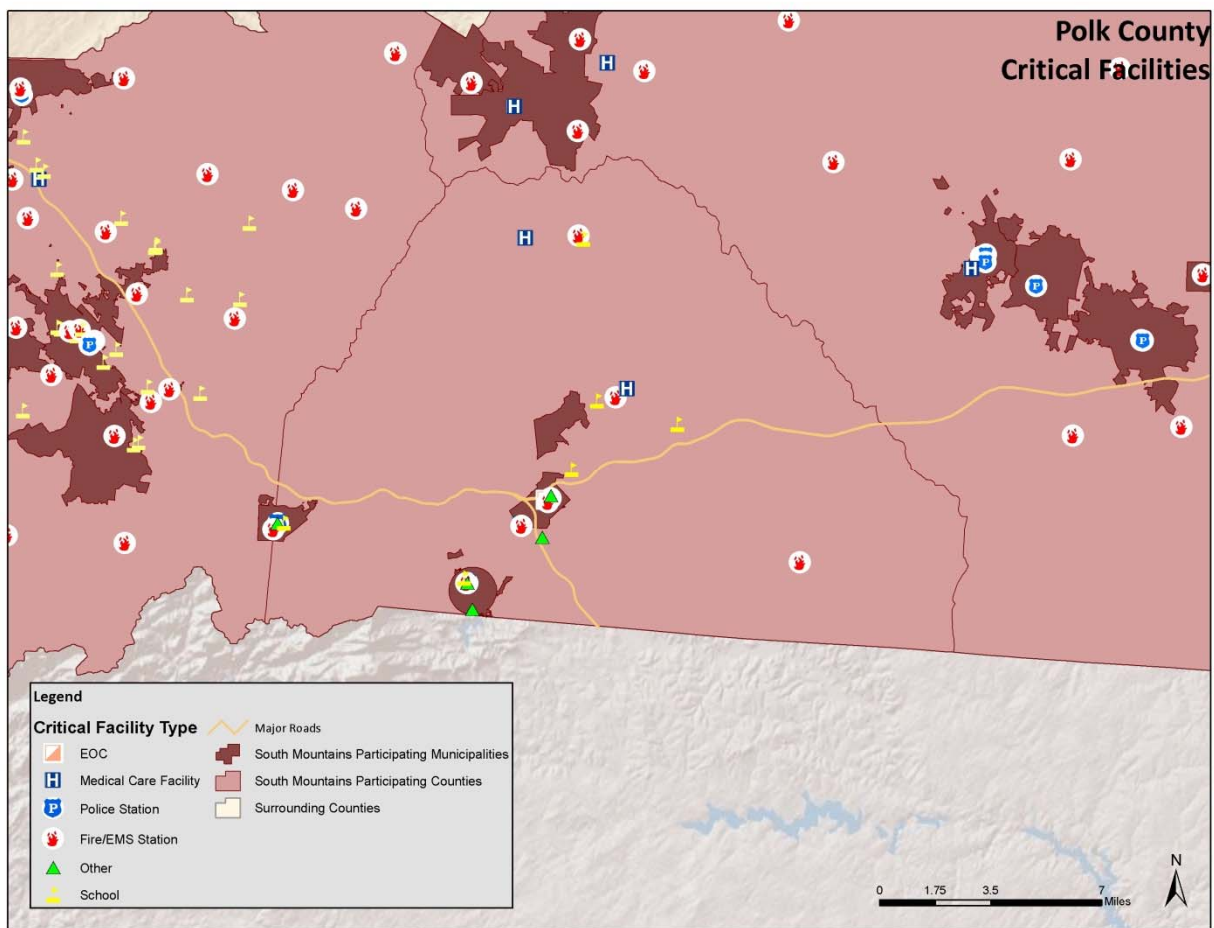 Polk County
Critical Facilities
Legend
Critical Facility Type
EOC
Medical Care Facility
Police Station
Fire/EMS Station
Other
School
Major Roads
South Mountains Participating Municipalities
South Mountains Participating Counties
Surrounding Counties
N
0 1.75 3.5 7
Miles